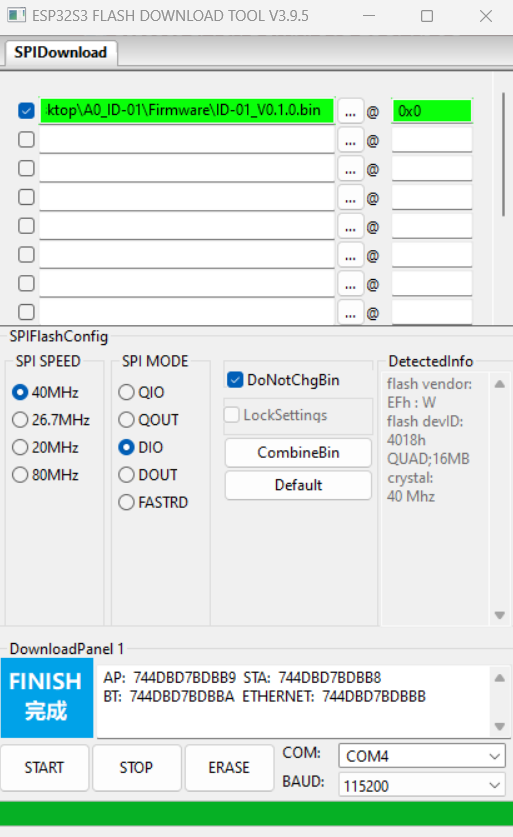 ESP32S3 FLASH DOWNLOAD TOOL V3.9.5
SPIDownload
ktop\A0_ID-01\Firmware\ID-01_V0.1.0.bin ... @ 0x0
... @
... @
... @
... @
... @
... @
... @
SPIFlashConfig
SPI SPEED
40MHz
26.7MHz
20MHz
80MHz
SPI MODE
QIO
QOUT
DIO
DOUT
FASTRD
DoNotChgBin
LockSettings
CombineBin
Default
DetectedInfo
flash vendor:
EFh : W
flash devID:
4018h
QUAD;16MB
crystal:
40 Mhz
DownloadPanel 1
FINISH
完成
AP: 744DBD7BDBB9 STA: 744DBD7BDBB8
BT: 744DBD7BDBBA ETHERNET: 744DBD7BDBBB
START
STOP
ERASE
COM: COM4
BAUD: 115200